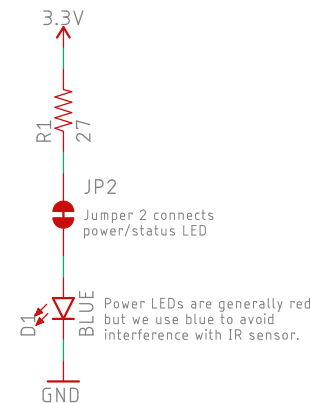 3.3V
R1
27
JP2
Jumper 2 connects
power/status LED
D1
BLUE
Power LEDs are generally red
but we use blue to avoid
interference with IR sensor.
GND